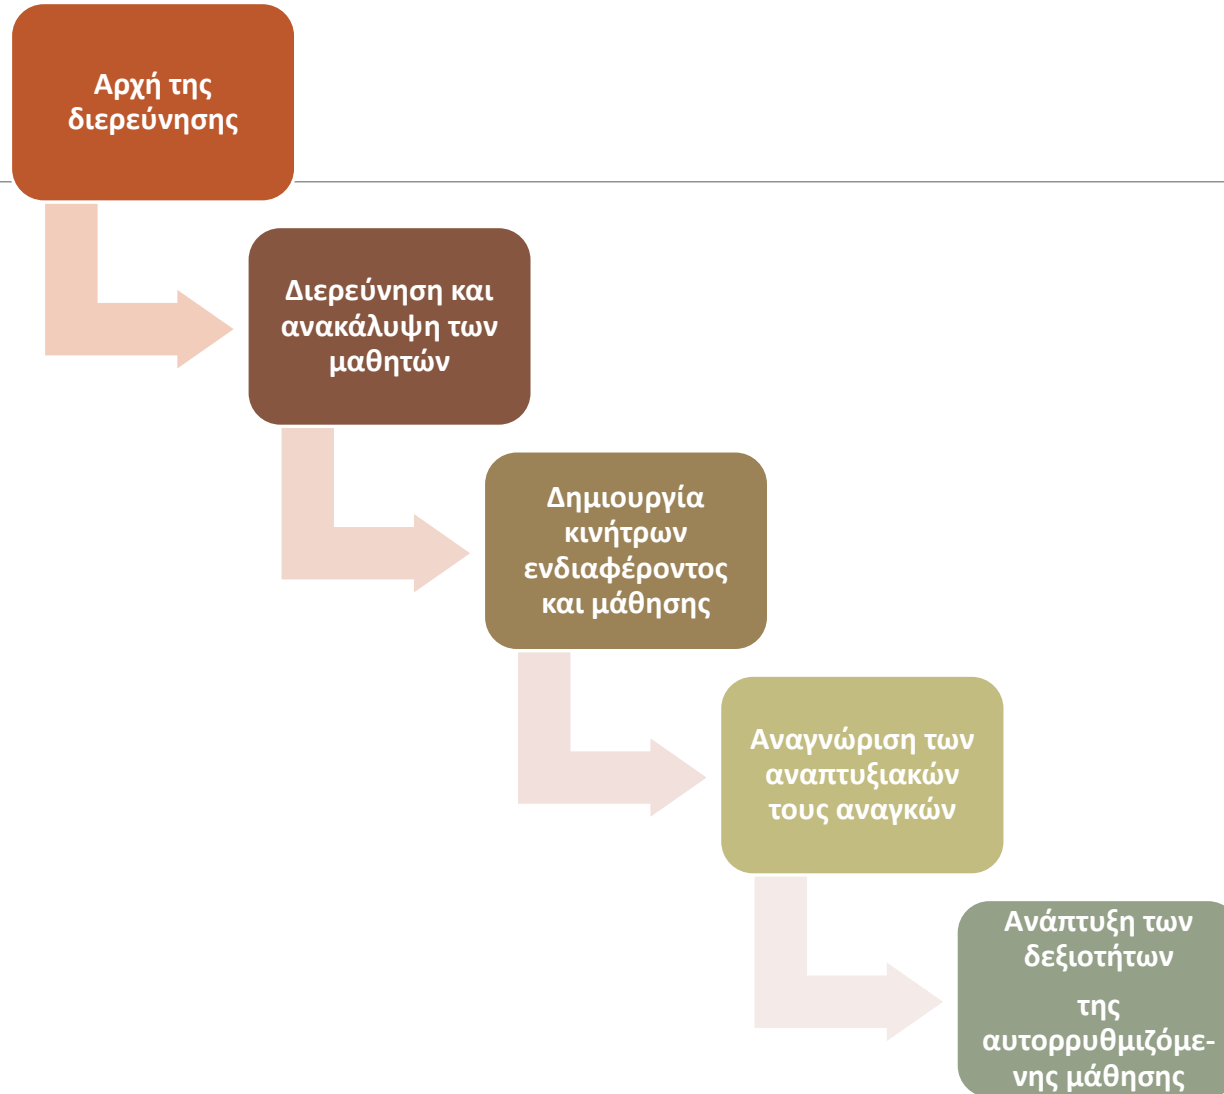 Αρχή της
διερεύνησης
Διερεύνηση και
ανακάλυψη των
μαθητών
Δημιουργία
κινήτρων
ενδιαφέροντος
και μάθησης
Αναγνώριση των
αναπτυξιακών
τους αναγκών
Ανάπτυξη των
δεξιοτήτων
της
αυτορρυθμιζόμε-
νης μάθησης